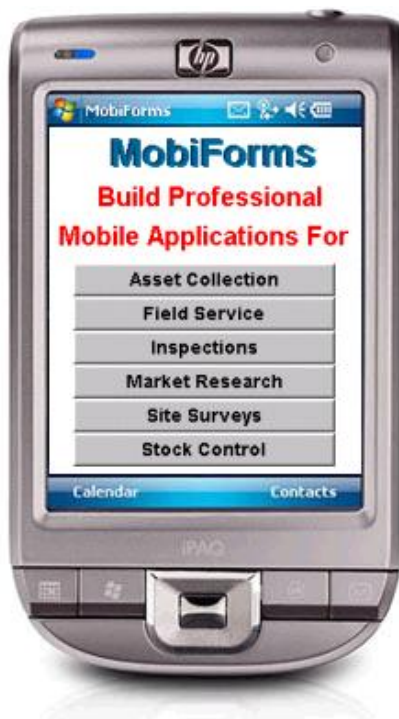 hp
MobiForms
MobiForms
Build Professional
Mobile Applications For
Asset Collection
Field Service
Inspections
Market Research
Site Surveys
Stock Control
Calendar
Contacts
iPAQ